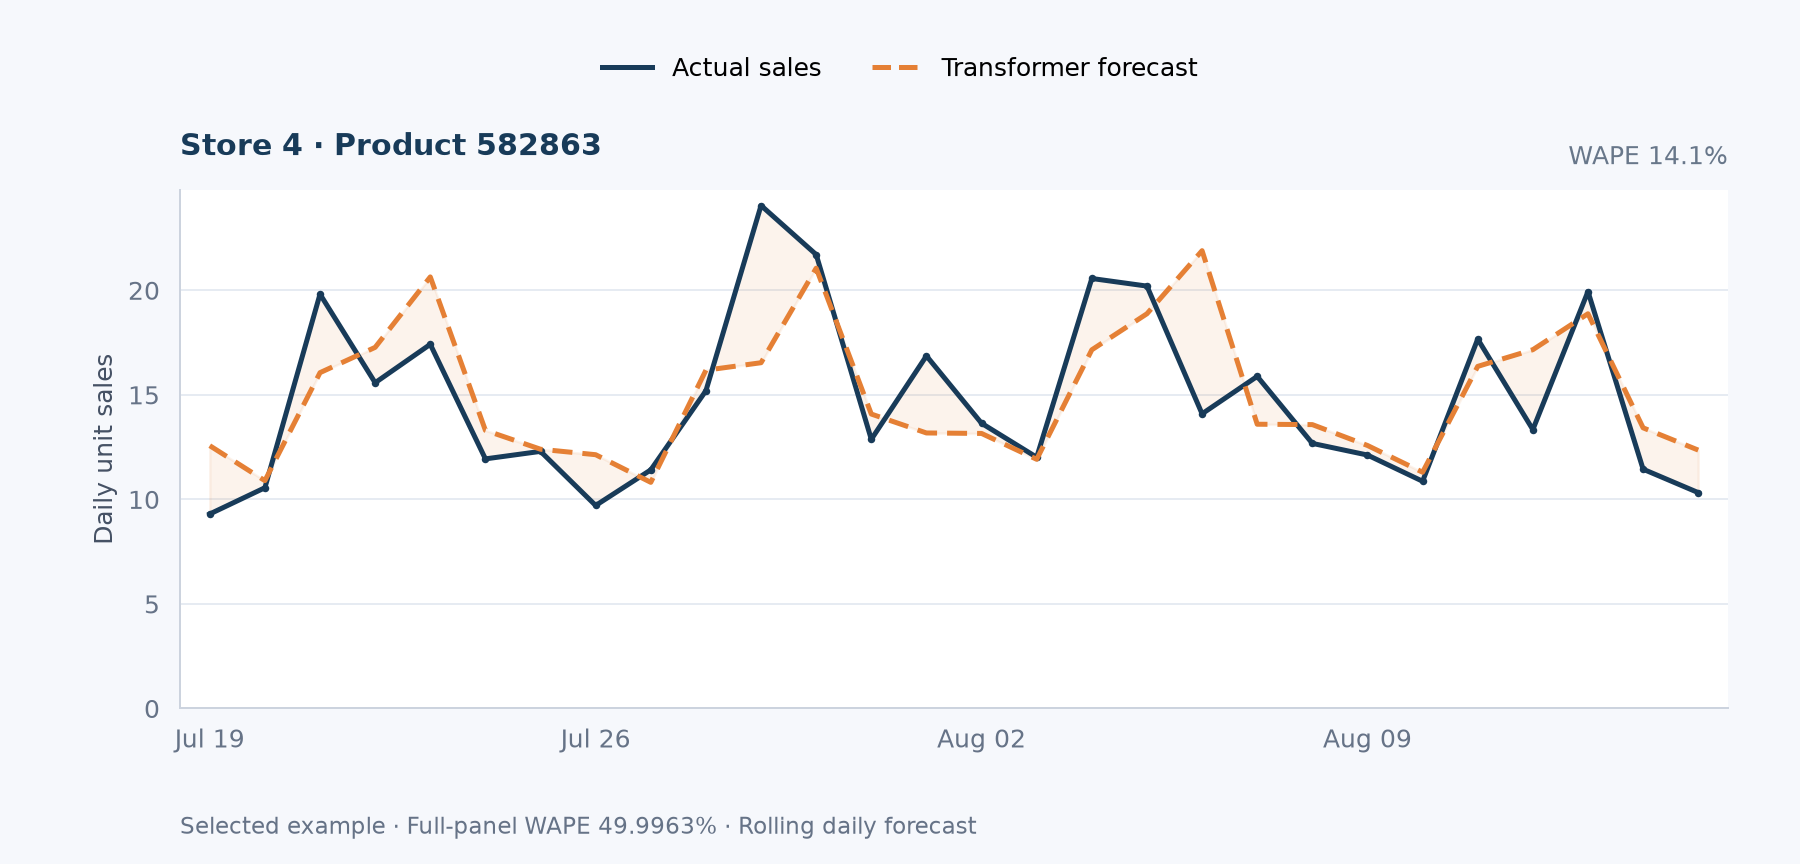 Actual sales Transformer forecast
Store 4 · Product 582863
WAPE 14.1%
Daily unit sales
20
15
10
5
0
Jul 19 Jul 26 Aug 02 Aug 09
Selected example · Full-panel WAPE 49.9963% · Rolling daily forecast